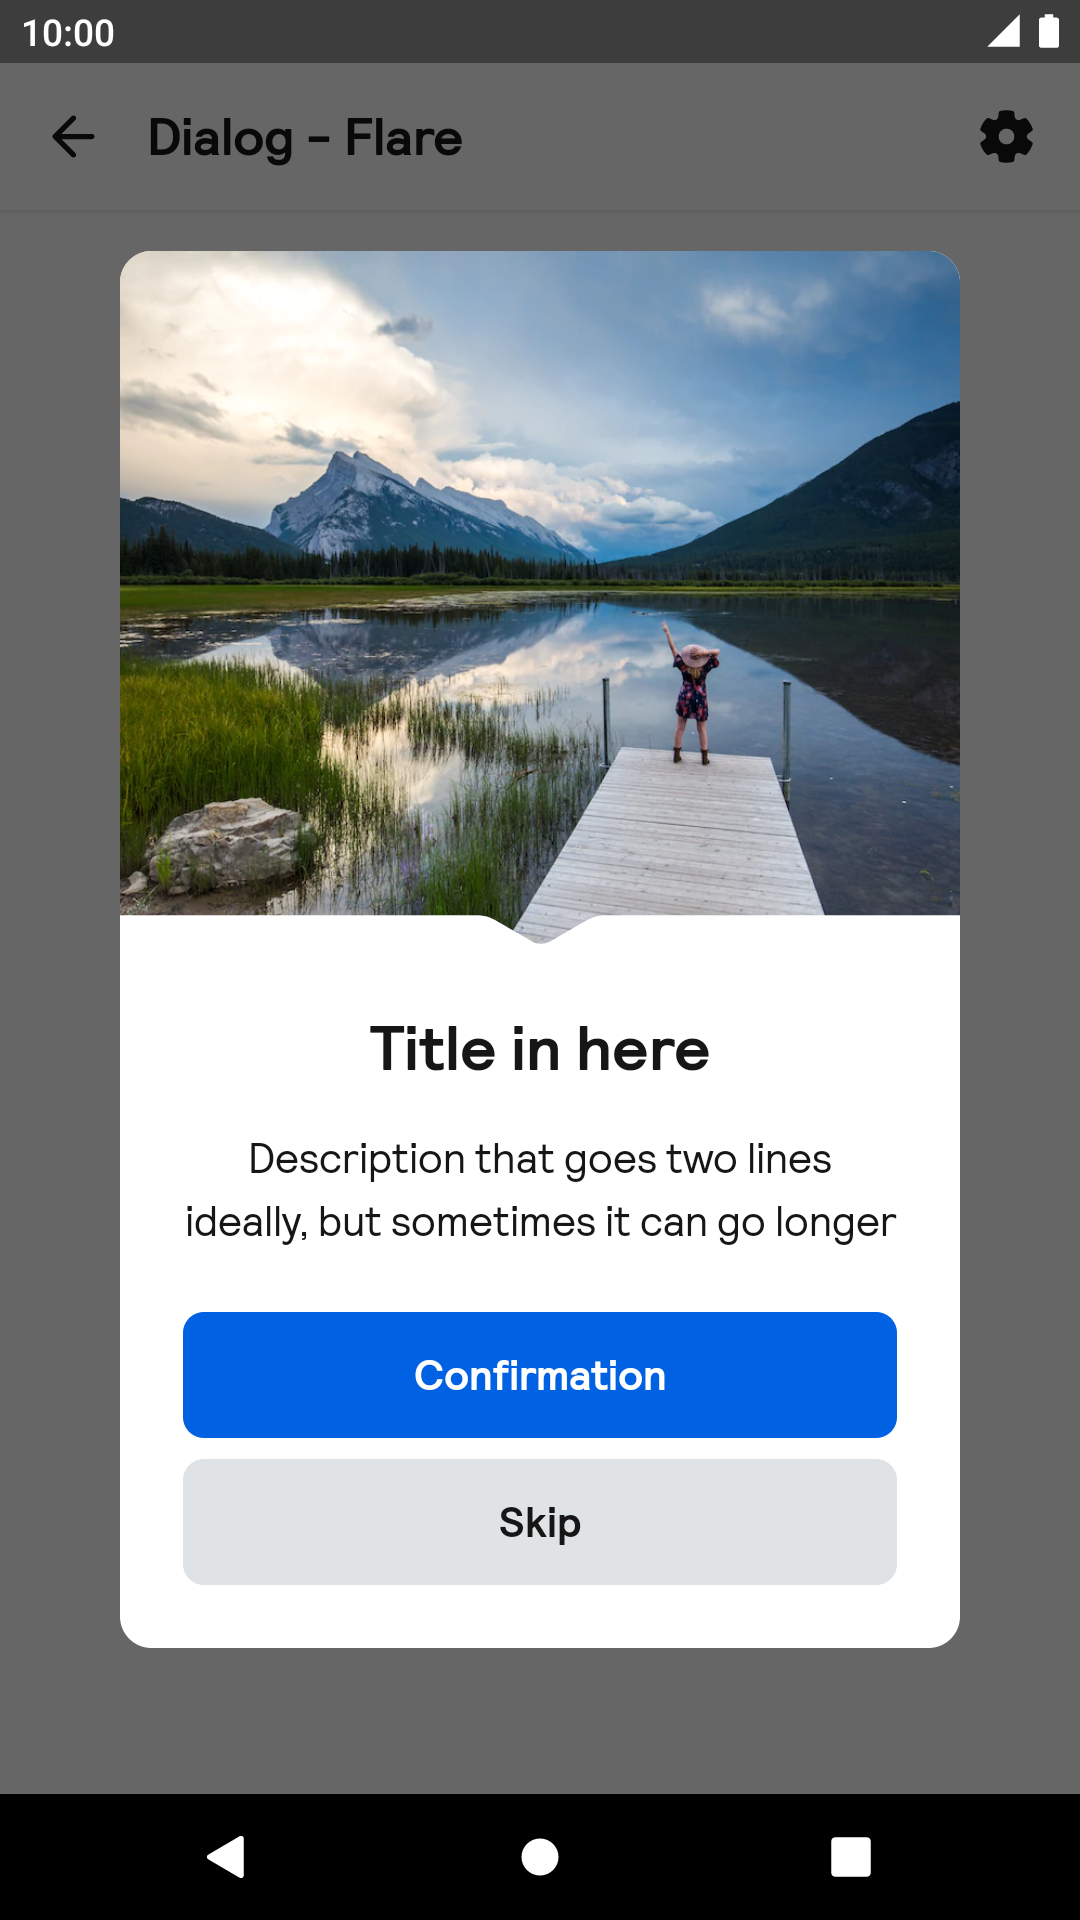 10:00
Dialog - Flare
Title in here
Description that goes two lines
ideally, but sometimes it can go longer
Confirmation
Skip